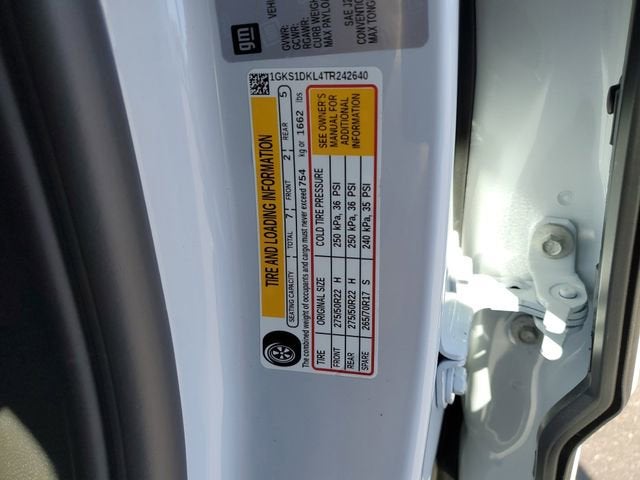 gm
VEHI
GVWR:
GCWR:
RGAWR:
CURB WEIGH
MAX PAYLO
SAE J2
CONVENTION
MAX TONG
1GKS1DKL4TR242640
TIRE AND LOADING INFORMATION
SEATING CAPACITY TOTAL 7 FRONT 2 REAR 5
The combined weight of occupants and cargo must never exceed 754 kg or 1662 lbs
TIRE ORIGINAL SIZE COLD TIRE PRESSURE
FRONT 275/50R22 H 250 kPa, 36 PSI
REAR 275/50R22 H 250 kPa, 36 PSI
SPARE 265/70R17 S 240 kPa, 35 PSI
SEE OWNER'S
MANUAL FOR
ADDITIONAL
INFORMATION